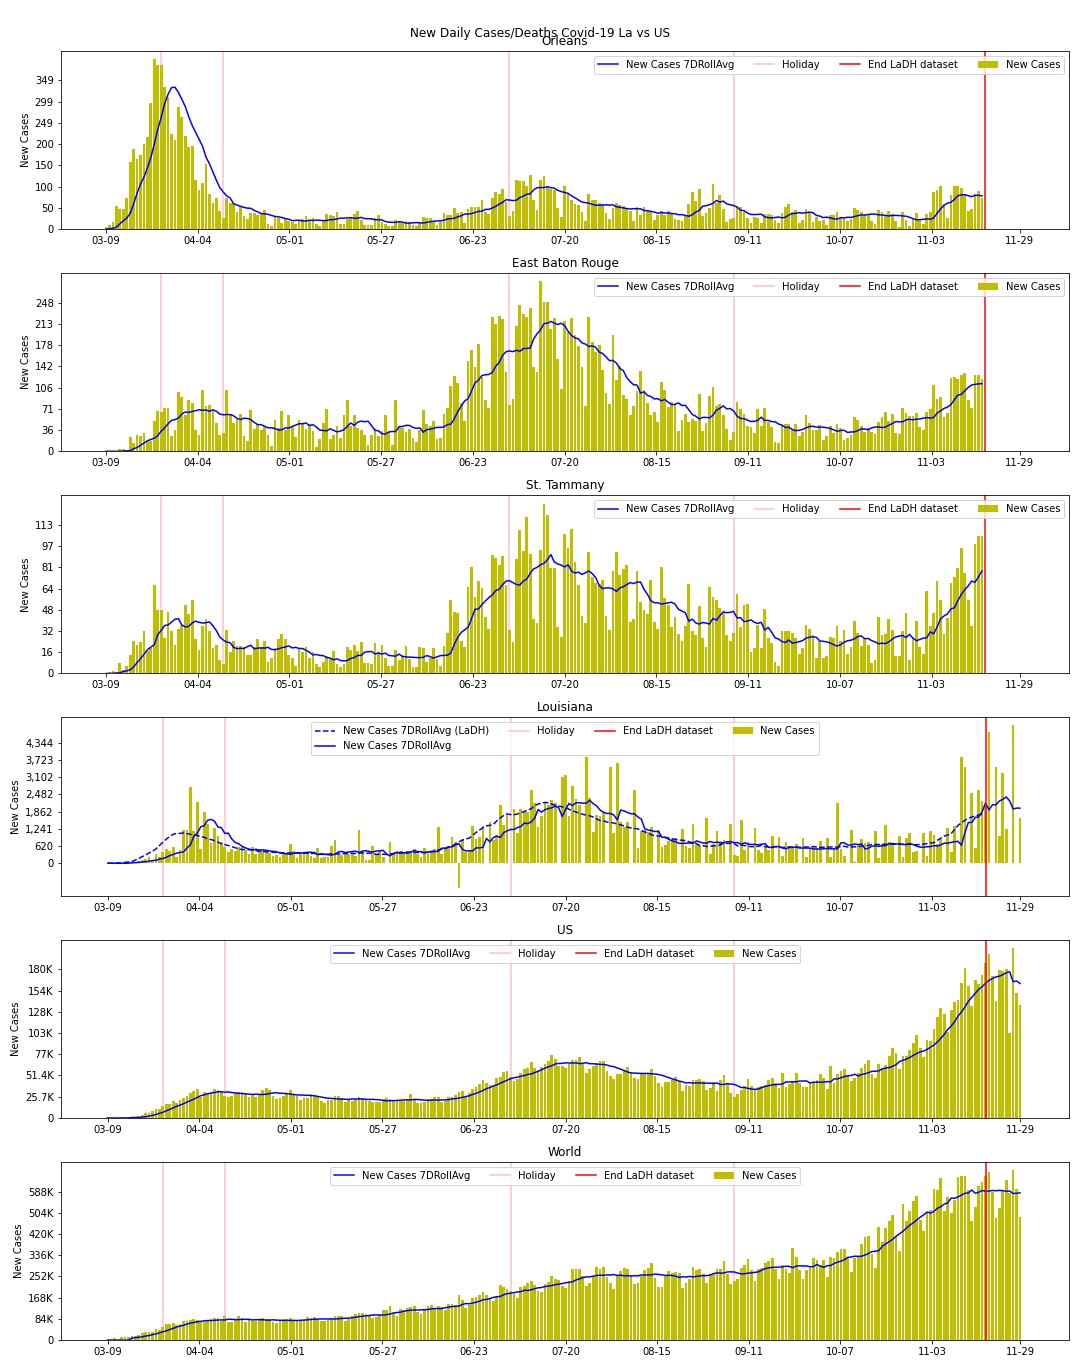 New Daily Cases/Deaths Covid-19 La vs US
Orleans
New Cases 7DRollAvg Holiday End LaDH dataset New Cases
349
299
249
200
150
100
50
0
New Cases
03-09 04-04 05-01 05-27 06-23 07-20 08-15 09-11 10-07 11-03 11-29
East Baton Rouge
New Cases 7DRollAvg Holiday End LaDH dataset New Cases
248
213
178
142
106
71
36
0
New Cases
03-09 04-04 05-01 05-27 06-23 07-20 08-15 09-11 10-07 11-03 11-29
St. Tammany
New Cases 7DRollAvg Holiday End LaDH dataset New Cases
113
97
81
64
48
32
16
0
New Cases
03-09 04-04 05-01 05-27 06-23 07-20 08-15 09-11 10-07 11-03 11-29
Louisiana
New Cases 7DRollAvg (LaDH) Holiday End LaDH dataset New Cases
New Cases 7DRollAvg
4,344
3,723
3,102
2,482
1,862
1,241
620
0
New Cases
03-09 04-04 05-01 05-27 06-23 07-20 08-15 09-11 10-07 11-03 11-29
US
New Cases 7DRollAvg Holiday End LaDH dataset New Cases
180K
154K
128K
103K
77K
51.4K
25.7K
0
New Cases
03-09 04-04 05-01 05-27 06-23 07-20 08-15 09-11 10-07 11-03 11-29
World
New Cases 7DRollAvg Holiday End LaDH dataset New Cases
588K
504K
420K
336K
252K
168K
84K
0
New Cases
03-09 04-04 05-01 05-27 06-23 07-20 08-15 09-11 10-07 11-03 11-29